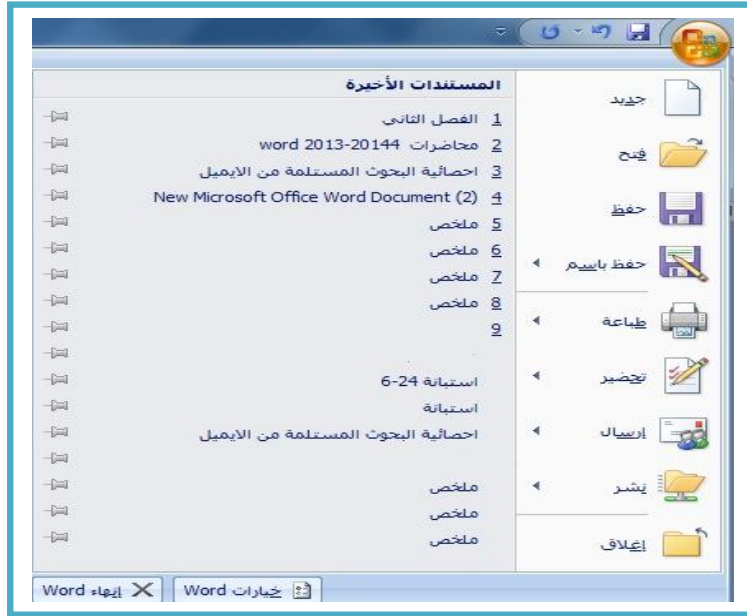 جديد
فتح
حفظ
حفظ باسم
طباعة
تحضير
إرسال
نشر
إغلاق
المستندات الأخيرة
1 الفصل الثاني
2 محاضرات word 2013-20144
3 احصائية البحوث المستلمة من الايميل
4 New Microsoft Office Word Document (2)
5 ملخص
6 ملخص
7 ملخص
8 ملخص
9
استبانة 24-6
استبانة
احصائية البحوث المستلمة من الايميل
ملخص
ملخص
ملخص
خيارات Word
إنهاء Word